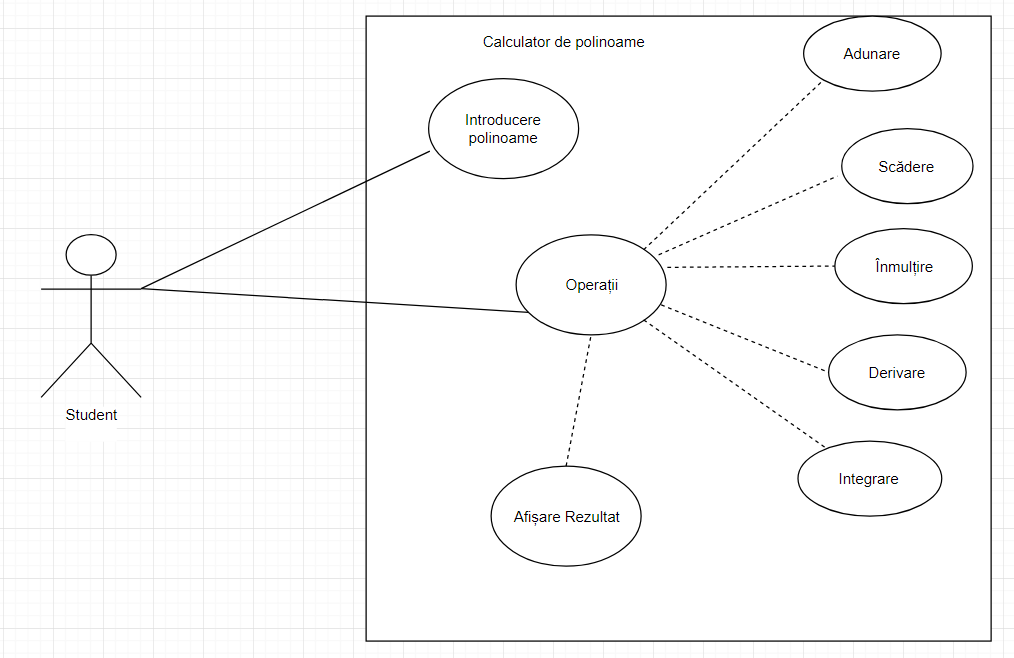 Calculator de polinoame
Adunare
Introducere
polinoame
Scădere
Înmulțire
Operații
Derivare
Student
Integrare
Afișare Rezultat